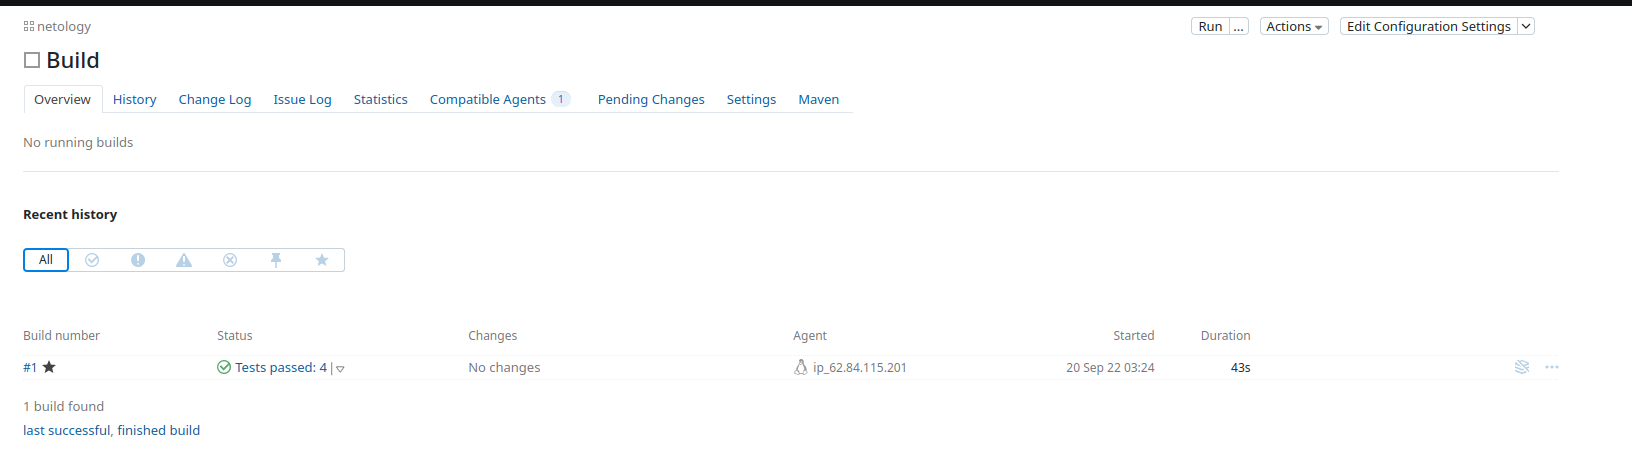 netology
Run ... Actions Edit Configuration Settings
Build
Overview History Change Log Issue Log Statistics Compatible Agents 1 Pending Changes Settings Maven
No running builds
Recent history
All
Build number Status Changes Agent Started Duration
#1 Tests passed: 4 | No changes ip_62.84.115.201 20 Sep 22 03:24 43s
1 build found
last successful, finished build